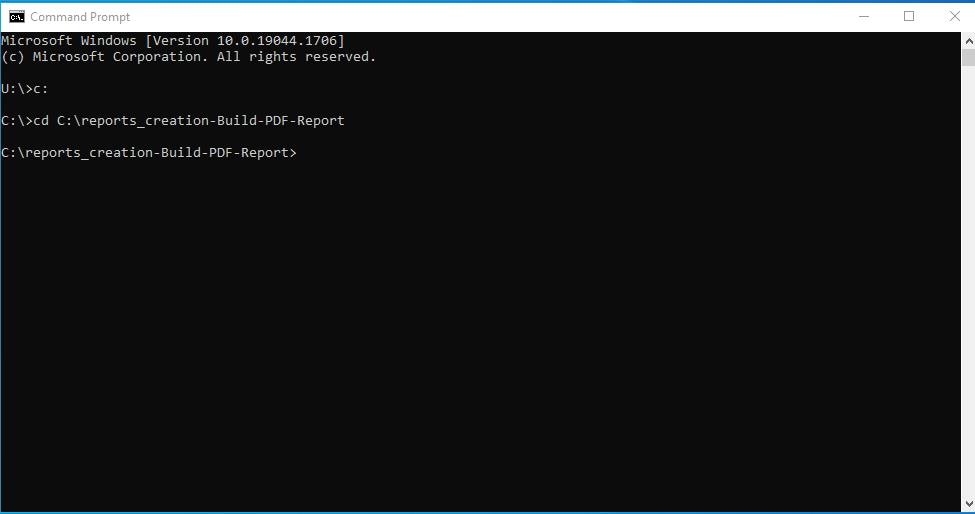 Command Prompt
Microsoft Windows [Version 10.0.19044.1706]
(c) Microsoft Corporation. All rights reserved.
U:\>c:
C:\>cd C:\reports_creation-Build-PDF-Report
C:\reports_creation-Build-PDF-Report>